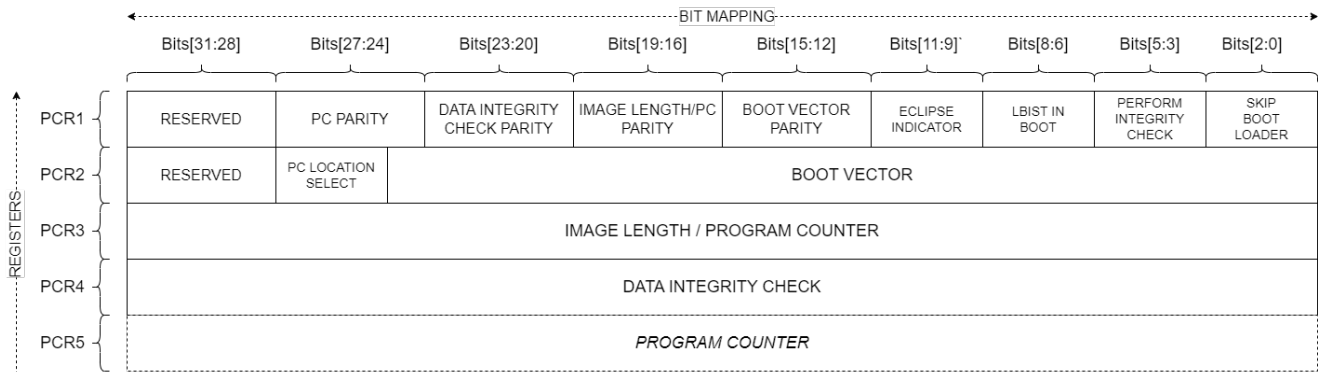 BIT MAPPING
Bits[31:28] Bits[27:24] Bits[23:20] Bits[19:16] Bits[15:12] Bits[11:9]` Bits[8:6] Bits[5:3] Bits[2:0]
REGISTERS
PCR1
RESERVED
PC PARITY
DATA INTEGRITY
CHECK PARITY
IMAGE LENGTH/PC
PARITY
BOOT VECTOR
PARITY
ECLIPSE
INDICATOR
LBIST IN
BOOT
PERFORM
INTEGRITY
CHECK
SKIP
BOOT
LOADER
PCR2
RESERVED
PC LOCATION
SELECT
BOOT VECTOR
PCR3
IMAGE LENGTH / PROGRAM COUNTER
PCR4
DATA INTEGRITY CHECK
PCR5
PROGRAM COUNTER